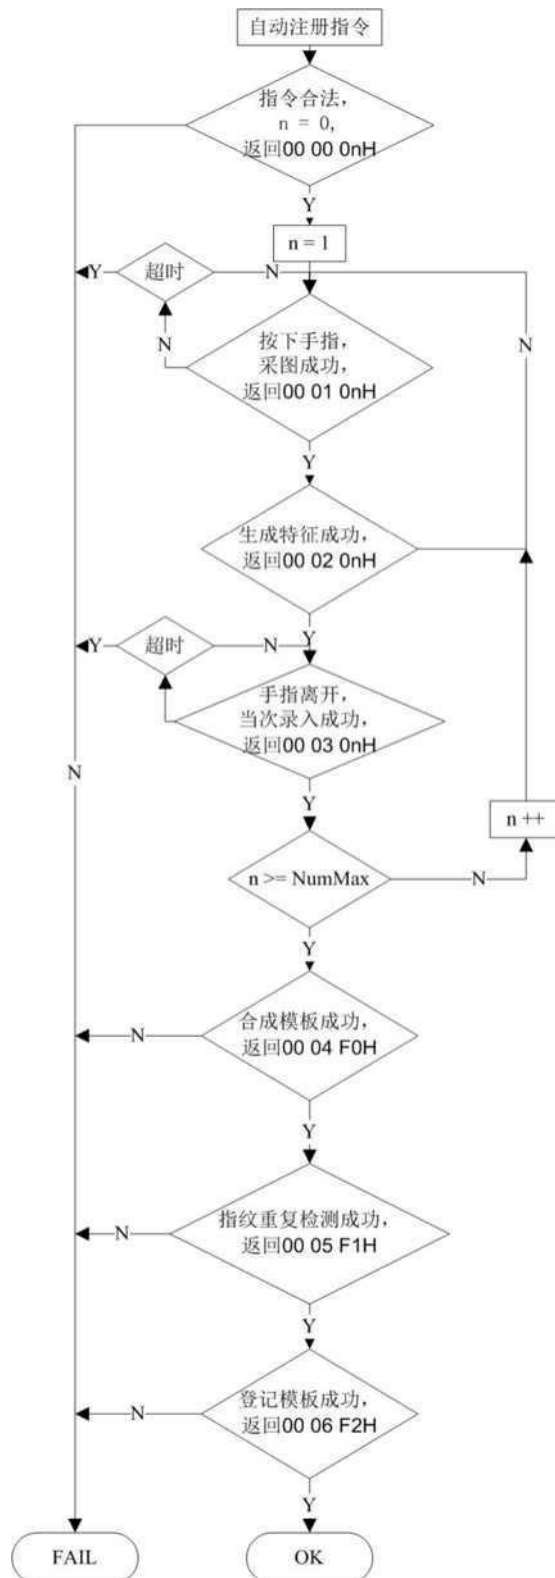 自动注册指令
指令合法，
n = 0,
返回00 00 0nH
Y
n = 1
Y
超时
N
N
N
按下手指，
采图成功，
返回00 01 0nH
Y
生成特征成功，
返回00 02 0nH
Y
Y
超时
N
手指离开，
当次录入成功，
返回00 03 0nH
N
Y
n ++
n >= NumMax
N
Y
合成模板成功，
返回00 04 F0H
N
Y
指纹重复检测成功，
返回00 05 F1H
N
Y
登记模板成功，
返回00 06 F2H
N
Y
FAIL
OK